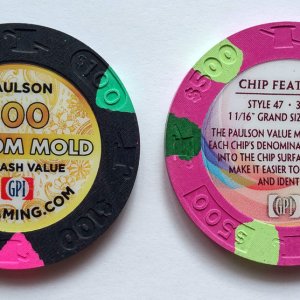 $100
PAULSON
00
OM MOLD
ASH VALUE
GPI
MING.COM
100
$500
CHIP FEAT
STYLE 47 - 3
1 1/16" GRAND SIZ
THE PAULSON VALUE M
EACH CHIP'S DENOMINA
INTO THE CHIP SURFA
MAKE IT EASIER TO
AND IDENT
GPI
500